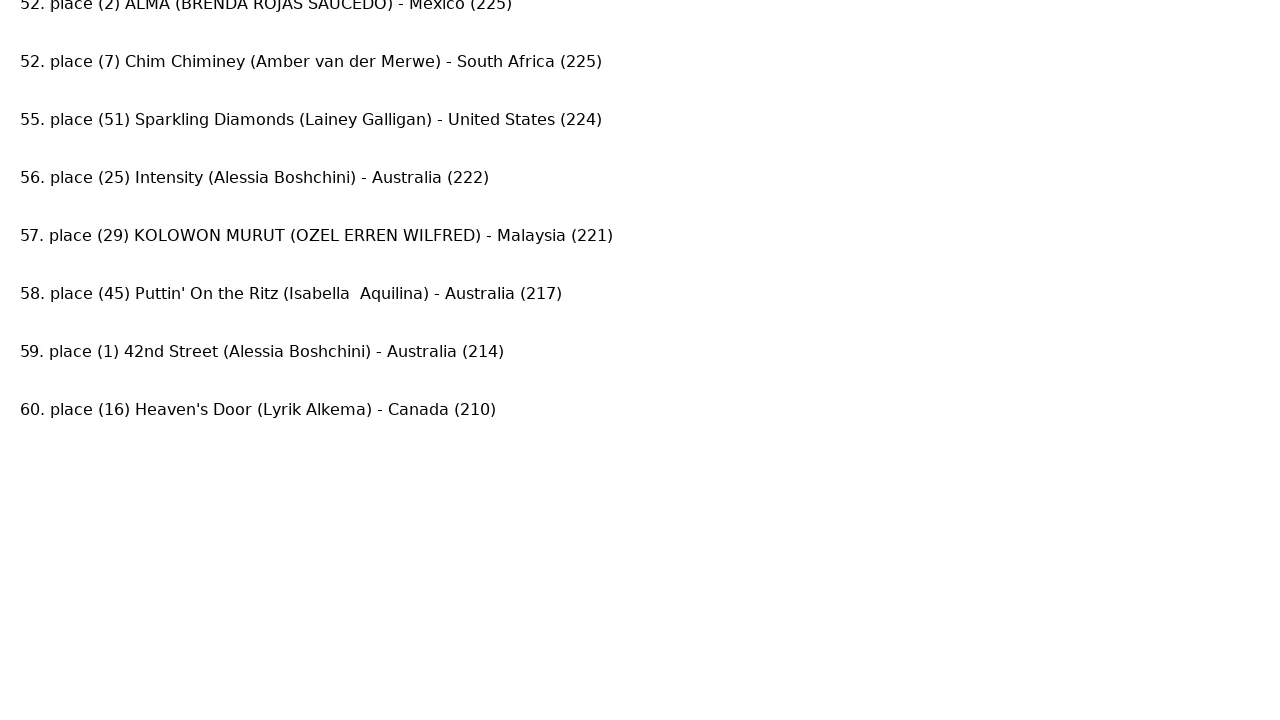 52. place (2) ALMA (BRENDA ROJAS SAUCEDO) - Mexico (225)
52. place (7) Chim Chiminey (Amber van der Merwe) - South Africa (225)
55. place (51) Sparkling Diamonds (Lainey Galligan) - United States (224)
56. place (25) Intensity (Alessia Boshchini) - Australia (222)
57. place (29) KOLOWON MURUT (OZEL ERREN WILFRED) - Malaysia (221)
58. place (45) Puttin' On the Ritz (Isabella  Aquilina) - Australia (217)
59. place (1) 42nd Street (Alessia Boshchini) - Australia (214)
60. place (16) Heaven's Door (Lyrik Alkema) - Canada (210)